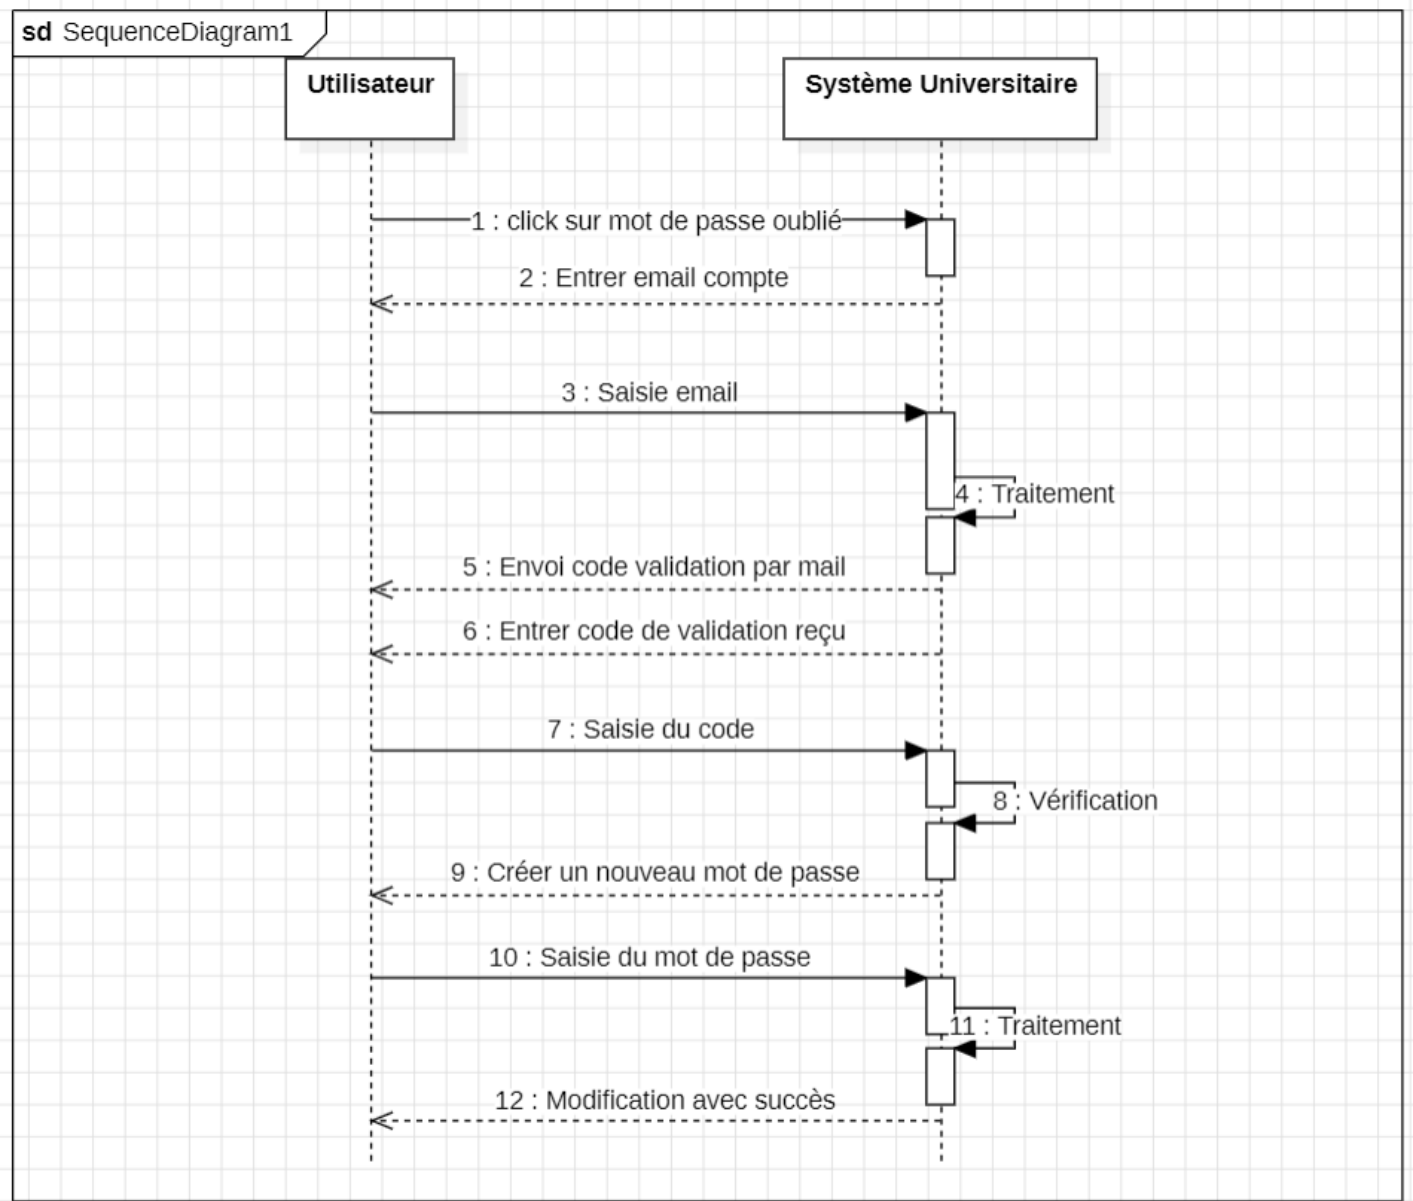 sd SequenceDiagram1
Utilisateur
Système Universitaire
1 : click sur mot de passe oublié
2 : Entrer email compte
3 : Saisie email
4 : Traitement
5 : Envoi code validation par mail
6 : Entrer code de validation reçu
7 : Saisie du code
8 : Vérification
9 : Créer un nouveau mot de passe
10 : Saisie du mot de passe
11 : Traitement
12 : Modification avec succès